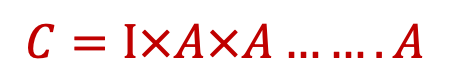 C = I×A×A … … . A